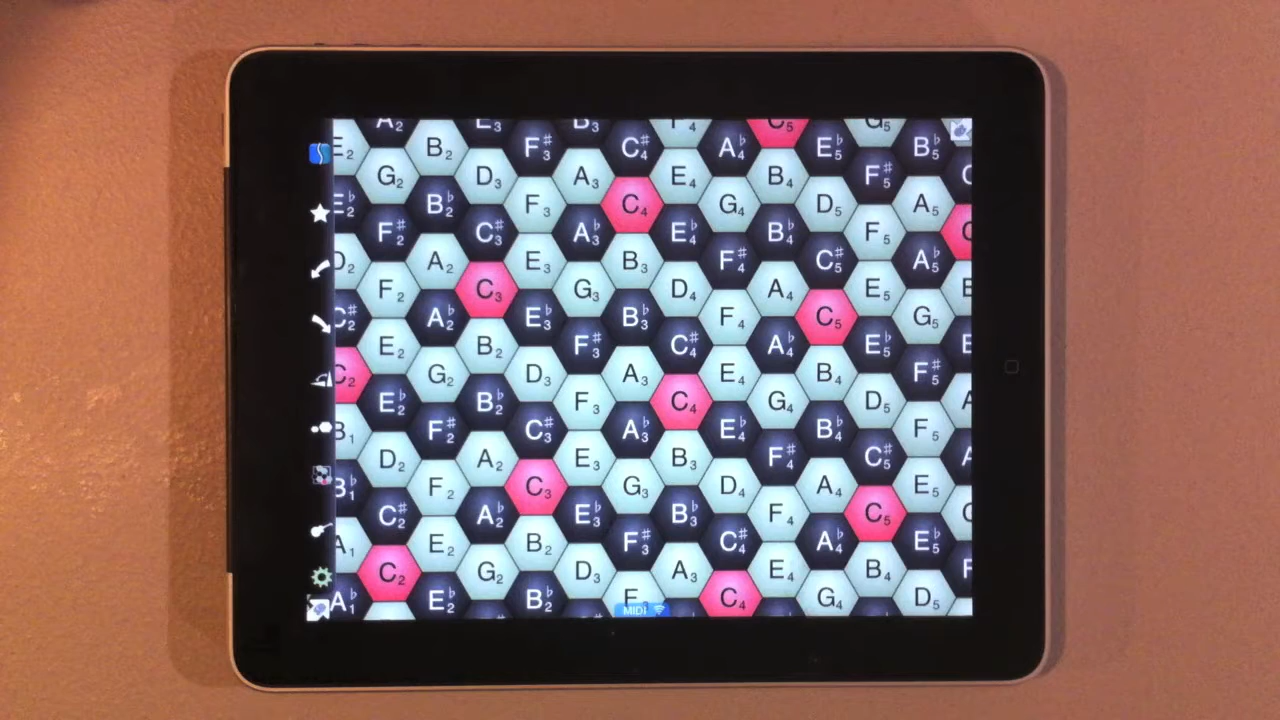 A2 E3 B3 F4 C5 G5
E2 B2 F♯3 C♯4 A♭4 E♭5 B♭5
G2 D3 A3 E4 B4 F♯5
E♭2 B♭2 F3 C4 G4 D5 A5
F♯2 C♯3 A♭3 E♭4 B♭4 F5
D2 A2 E3 B3 F♯4 C♯5 A♭5
F2 C3 G3 D4 A4 E5
C♯2 A♭2 E♭3 B♭3 F4 C5 G5
E2 B2 F♯3 C♯4 A♭4 E♭5
C2 G2 D3 A3 E4 B4 F♯5
E♭2 B♭2 F3 C4 G4 D5
B1 F♯2 C♯3 A♭3 E♭4 B♭4 F5
D2 A2 E3 B3 F♯4 C♯5
B♭1 F2 C3 G3 D4 A4 E5
C♯2 A♭2 E♭3 B♭3 F4 C5
A1 E2 B2 F♯3 C♯4 A♭4 E♭5
C2 G2 D3 A3 E4 B4
A♭1 E♭2 B♭2 F C4 G4 D5
MIDI